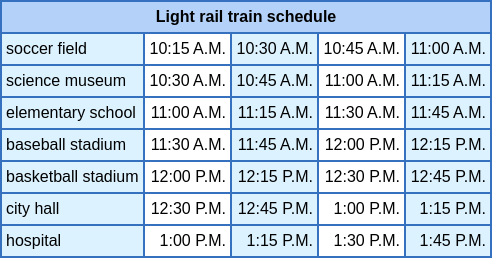 Light rail train schedule
soccer field 10:15 A.M. 10:30 A.M. 10:45 A.M. 11:00 A.M.
science museum 10:30 A.M. 10:45 A.M. 11:00 A.M. 11:15 A.M.
elementary school 11:00 A.M. 11:15 A.M. 11:30 A.M. 11:45 A.M.
baseball stadium 11:30 A.M. 11:45 A.M. 12:00 P.M. 12:15 P.M.
basketball stadium 12:00 P.M. 12:15 P.M. 12:30 P.M. 12:45 P.M.
city hall 12:30 P.M. 12:45 P.M. 1:00 P.M. 1:15 P.M.
hospital 1:00 P.M. 1:15 P.M. 1:30 P.M. 1:45 P.M.